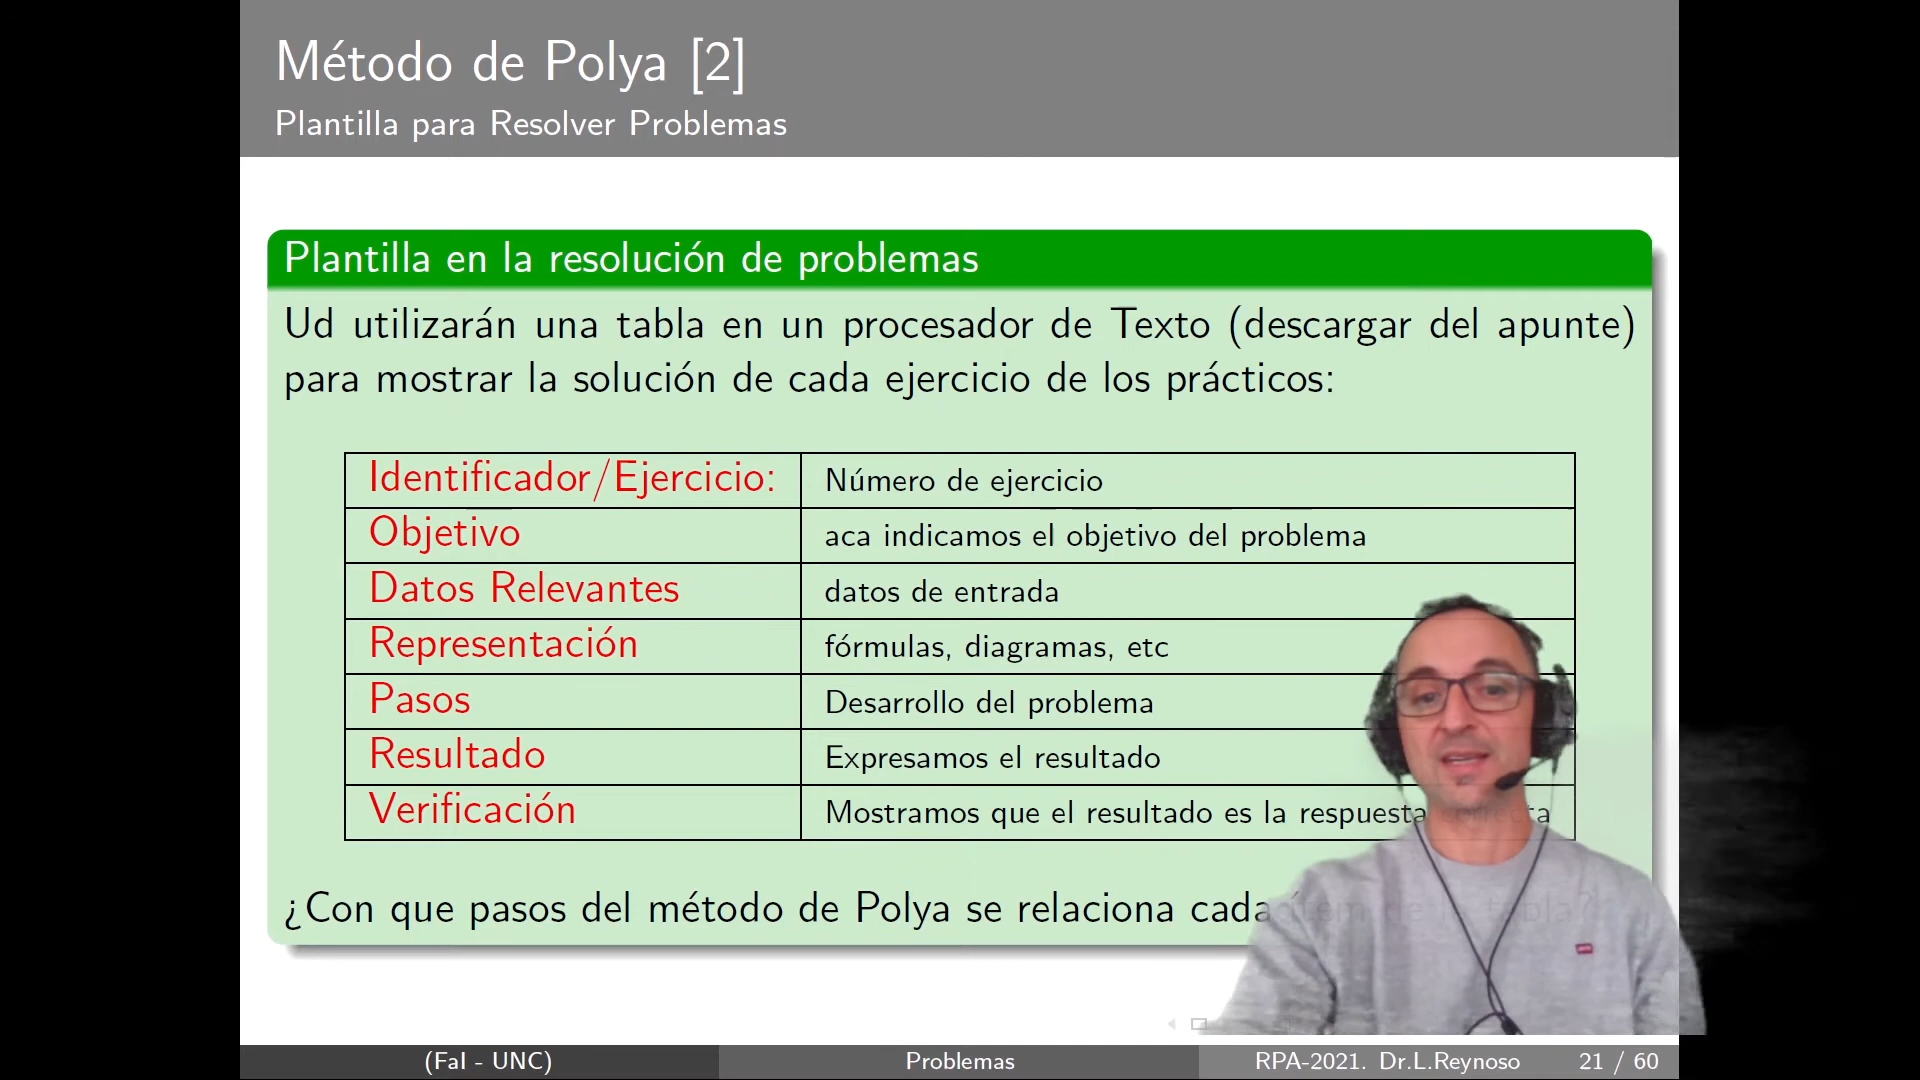 Método de Polya [2]
Plantilla para Resolver Problemas
Plantilla en la resolución de problemas
Ud utilizarán una tabla en un procesador de Texto (descargar del apunte)
para mostrar la solución de cada ejercicio de los prácticos:
Identificador/Ejercicio: Número de ejercicio
Objetivo aca indicamos el objetivo del problema
Datos Relevantes datos de entrada
Representación fórmulas, diagramas, etc
Pasos Desarrollo del problema
Resultado Expresamos el resultado
Verificación Mostramos que el resultado es la respuesta
¿Con que pasos del método de Polya se relaciona cada ítem de la tabla?
(FaI - UNC) Problemas RPA-2021. Dr.L.Reynoso 21 / 60